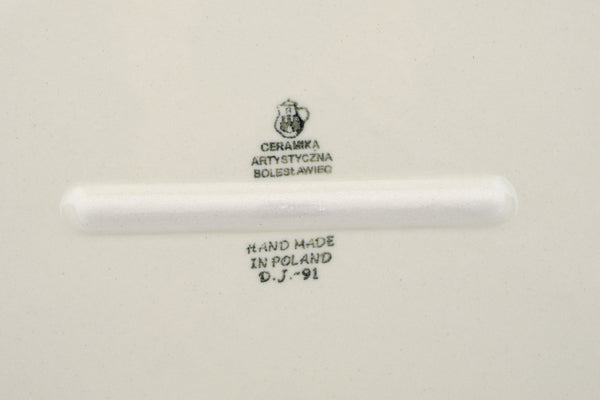 CERAMIKA
ARTYSTYCZNA
BOLESŁAWIEC
HAND MADE
IN POLAND
D.J.-91